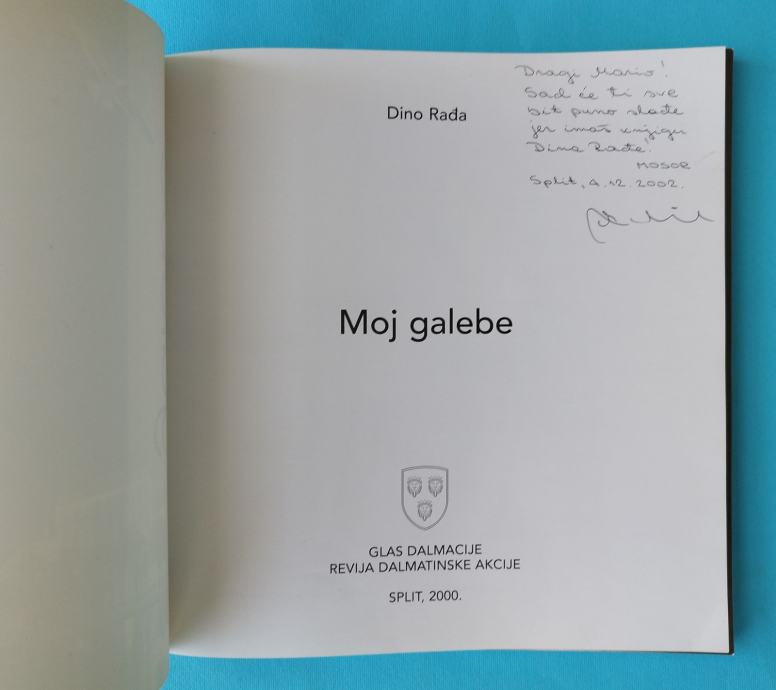 Dragi Mario!
Sad će ti sve
bit puno slađe
jer imaš knjigu
Dina Rađe!
MOSOR
Split, 4.12.2002.
Dino Rađa
Moj galebe
GLAS DALMACIJE
REVIJA DALMATINSKE AKCIJE
SPLIT, 2000.